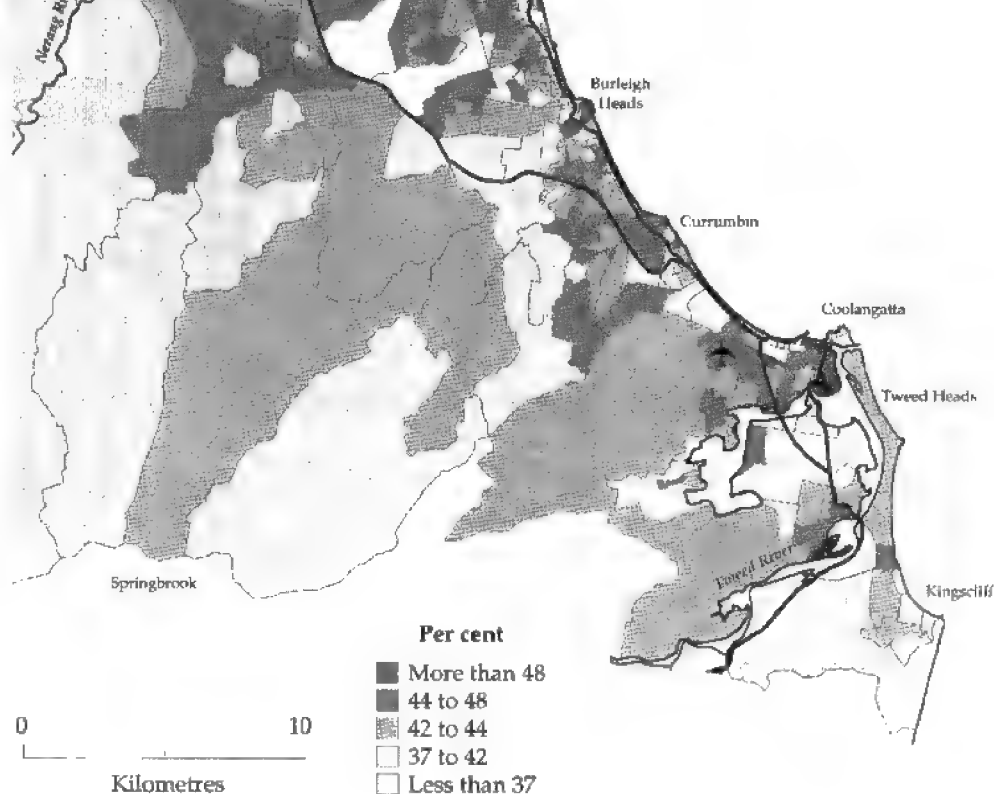 Nerang
Burleigh
Heads
Currumbin
Coolangatta
Tweed Heads
Tweed River
Springbrook
Kingscliff
Per cent
More than 48
44 to 48
42 to 44
37 to 42
Less than 37
0 10
Kilometres